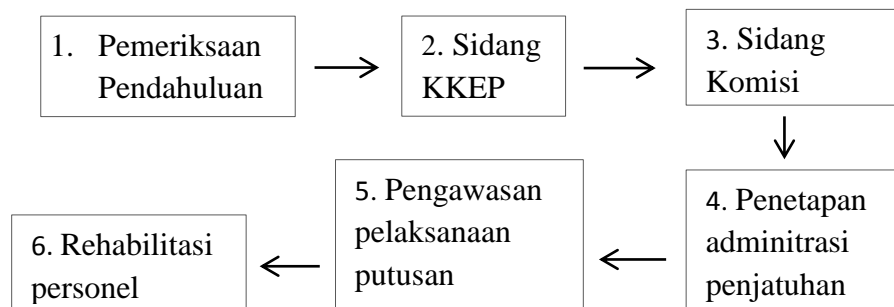 1. Pemeriksaan
Pendahuluan
2. Sidang
KKEP
3. Sidang
Komisi
4. Penetapan
adminitrasi
penjatuhan
5. Pengawasan
pelaksanaan
putusan
6. Rehabilitasi
personel